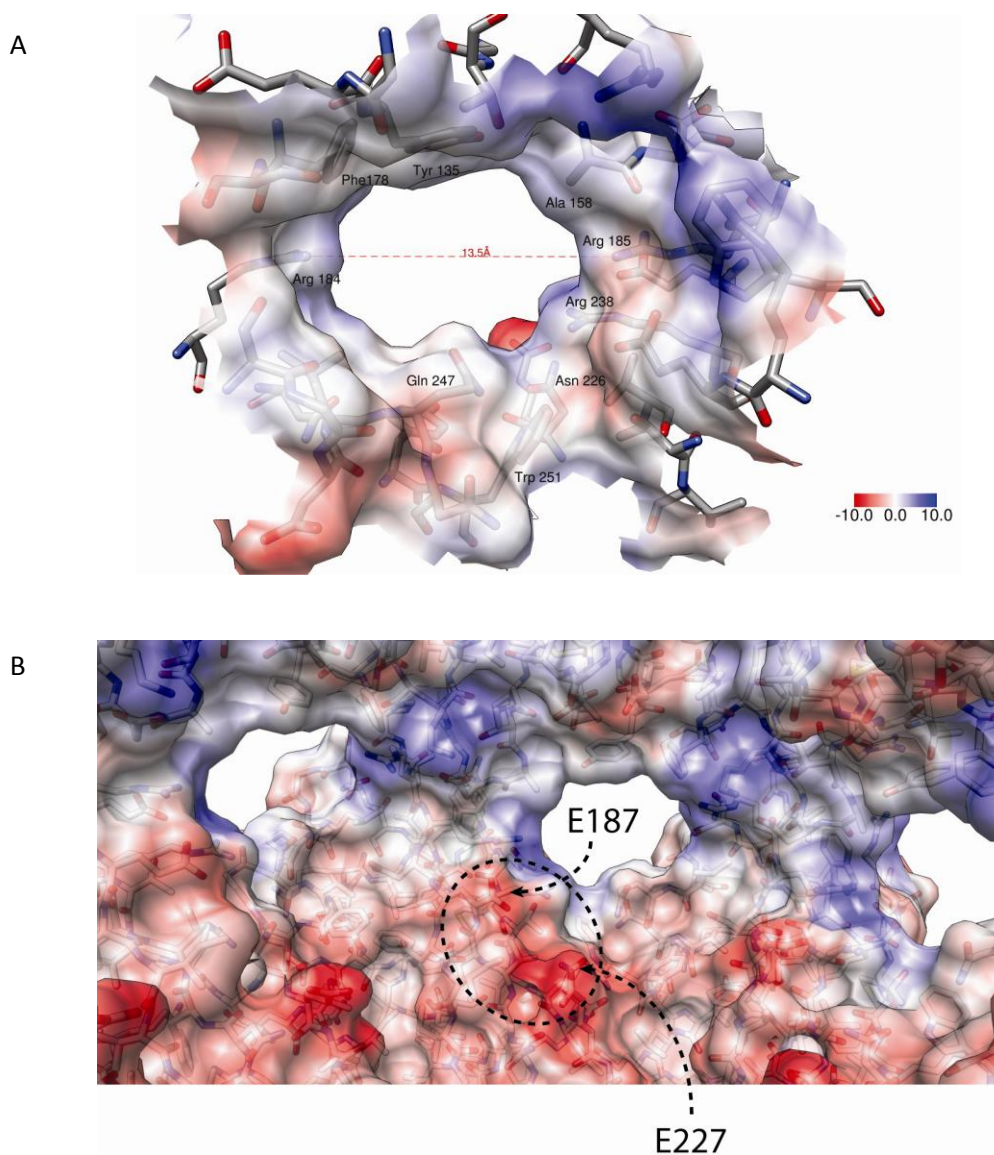 A
Phe178
Tyr 135
Ala 158
13.5Å
Arg 185
Arg 184
Arg 238
Gln 247
Asn 226
Trp 251
-10.0 0.0 10.0
B
E187
E227